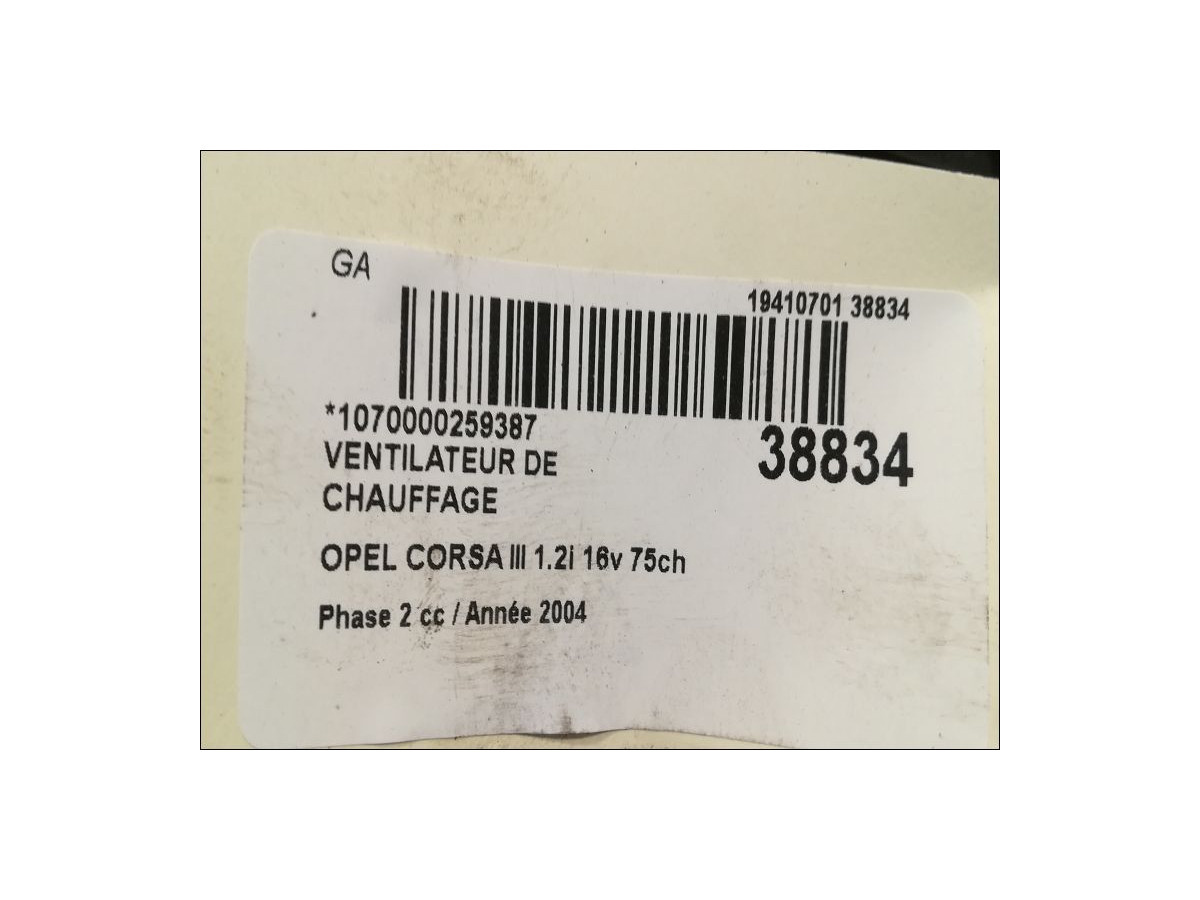 GA
19410701 38834
*1070000259387
38834
VENTILATEUR DE
CHAUFFAGE
OPEL CORSA III 1.2i 16v 75ch
Phase 2 cc / Année 2004